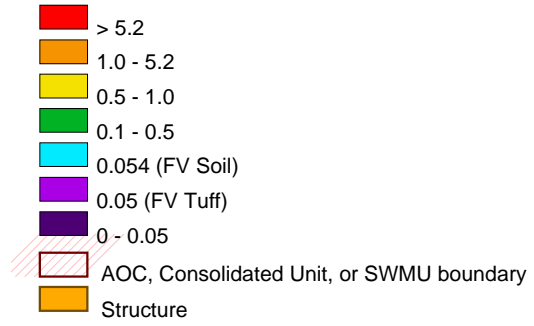 > 5.2
1.0 - 5.2
0.5 - 1.0
0.1 - 0.5
0.054 (FV Soil)
0.05 (FV Tuff)
0 - 0.05
AOC, Consolidated Unit, or SWMU boundary
Structure